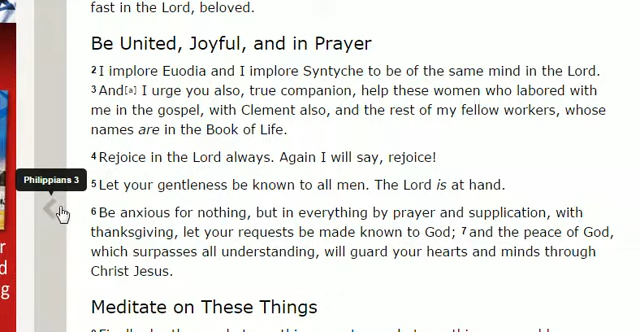 fast in the Lord, beloved.
Be United, Joyful, and in Prayer
2 I implore Euodia and I implore Syntyche to be of the same mind in the Lord.
3 And[a] I urge you also, true companion, help these women who labored with
me in the gospel, with Clement also, and the rest of my fellow workers, whose
names are in the Book of Life.
4 Rejoice in the Lord always. Again I will say, rejoice!
Philippians 3
5 Let your gentleness be known to all men. The Lord is at hand.
6 Be anxious for nothing, but in everything by prayer and supplication, with
thanksgiving, let your requests be made known to God; 7 and the peace of God,
which surpasses all understanding, will guard your hearts and minds through
Christ Jesus.
Meditate on These Things